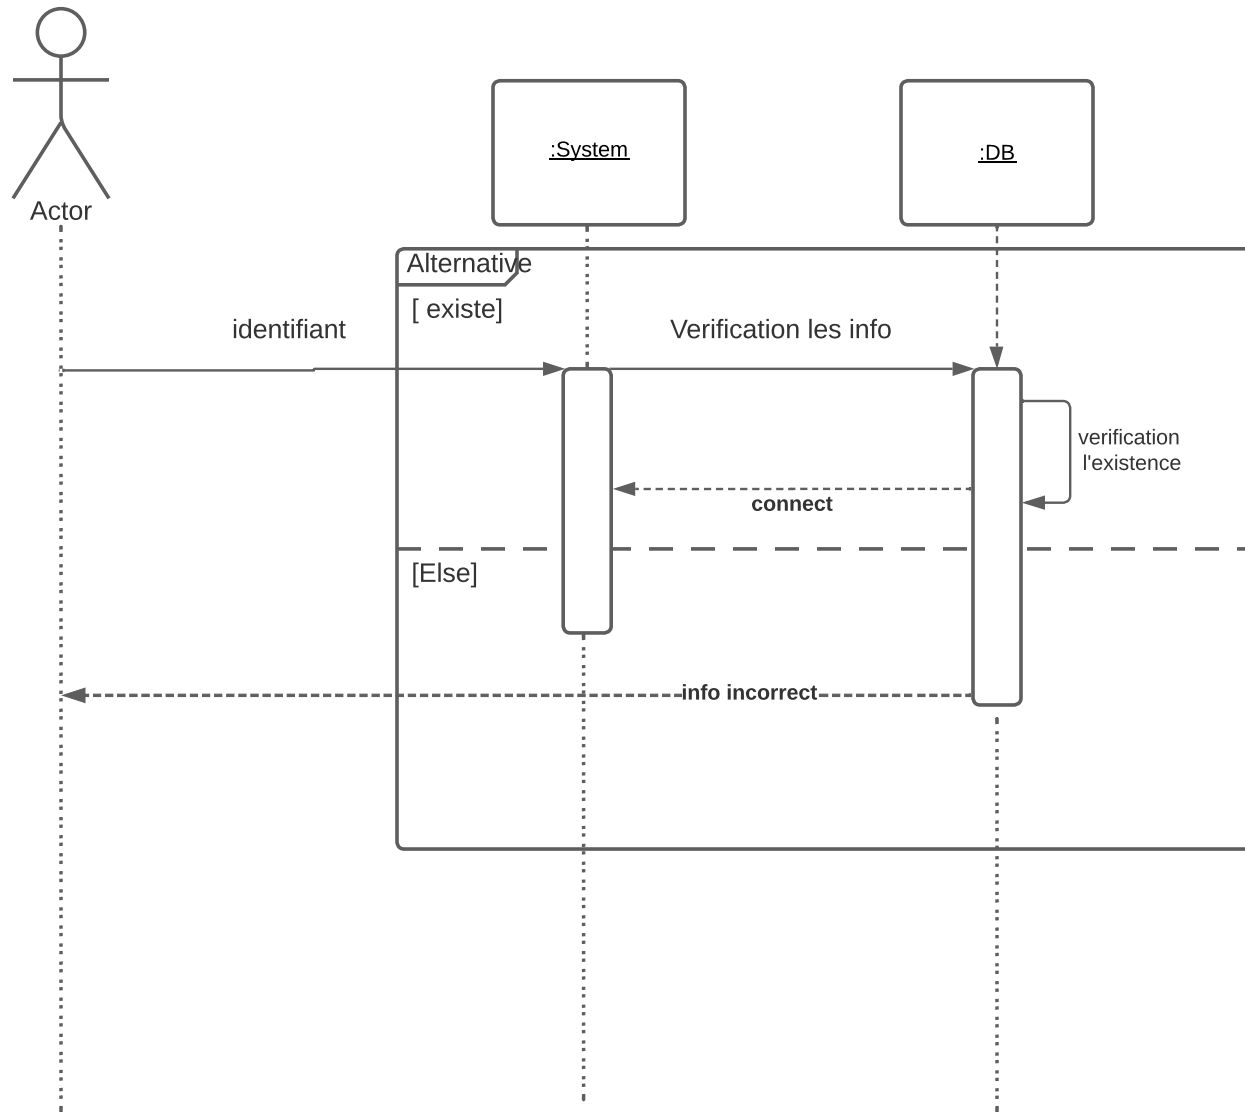 Actor
:System
:DB
Alternative
[ existe]
identifiant
Verification les info
verification
l'existence
connect
[Else]
info incorrect